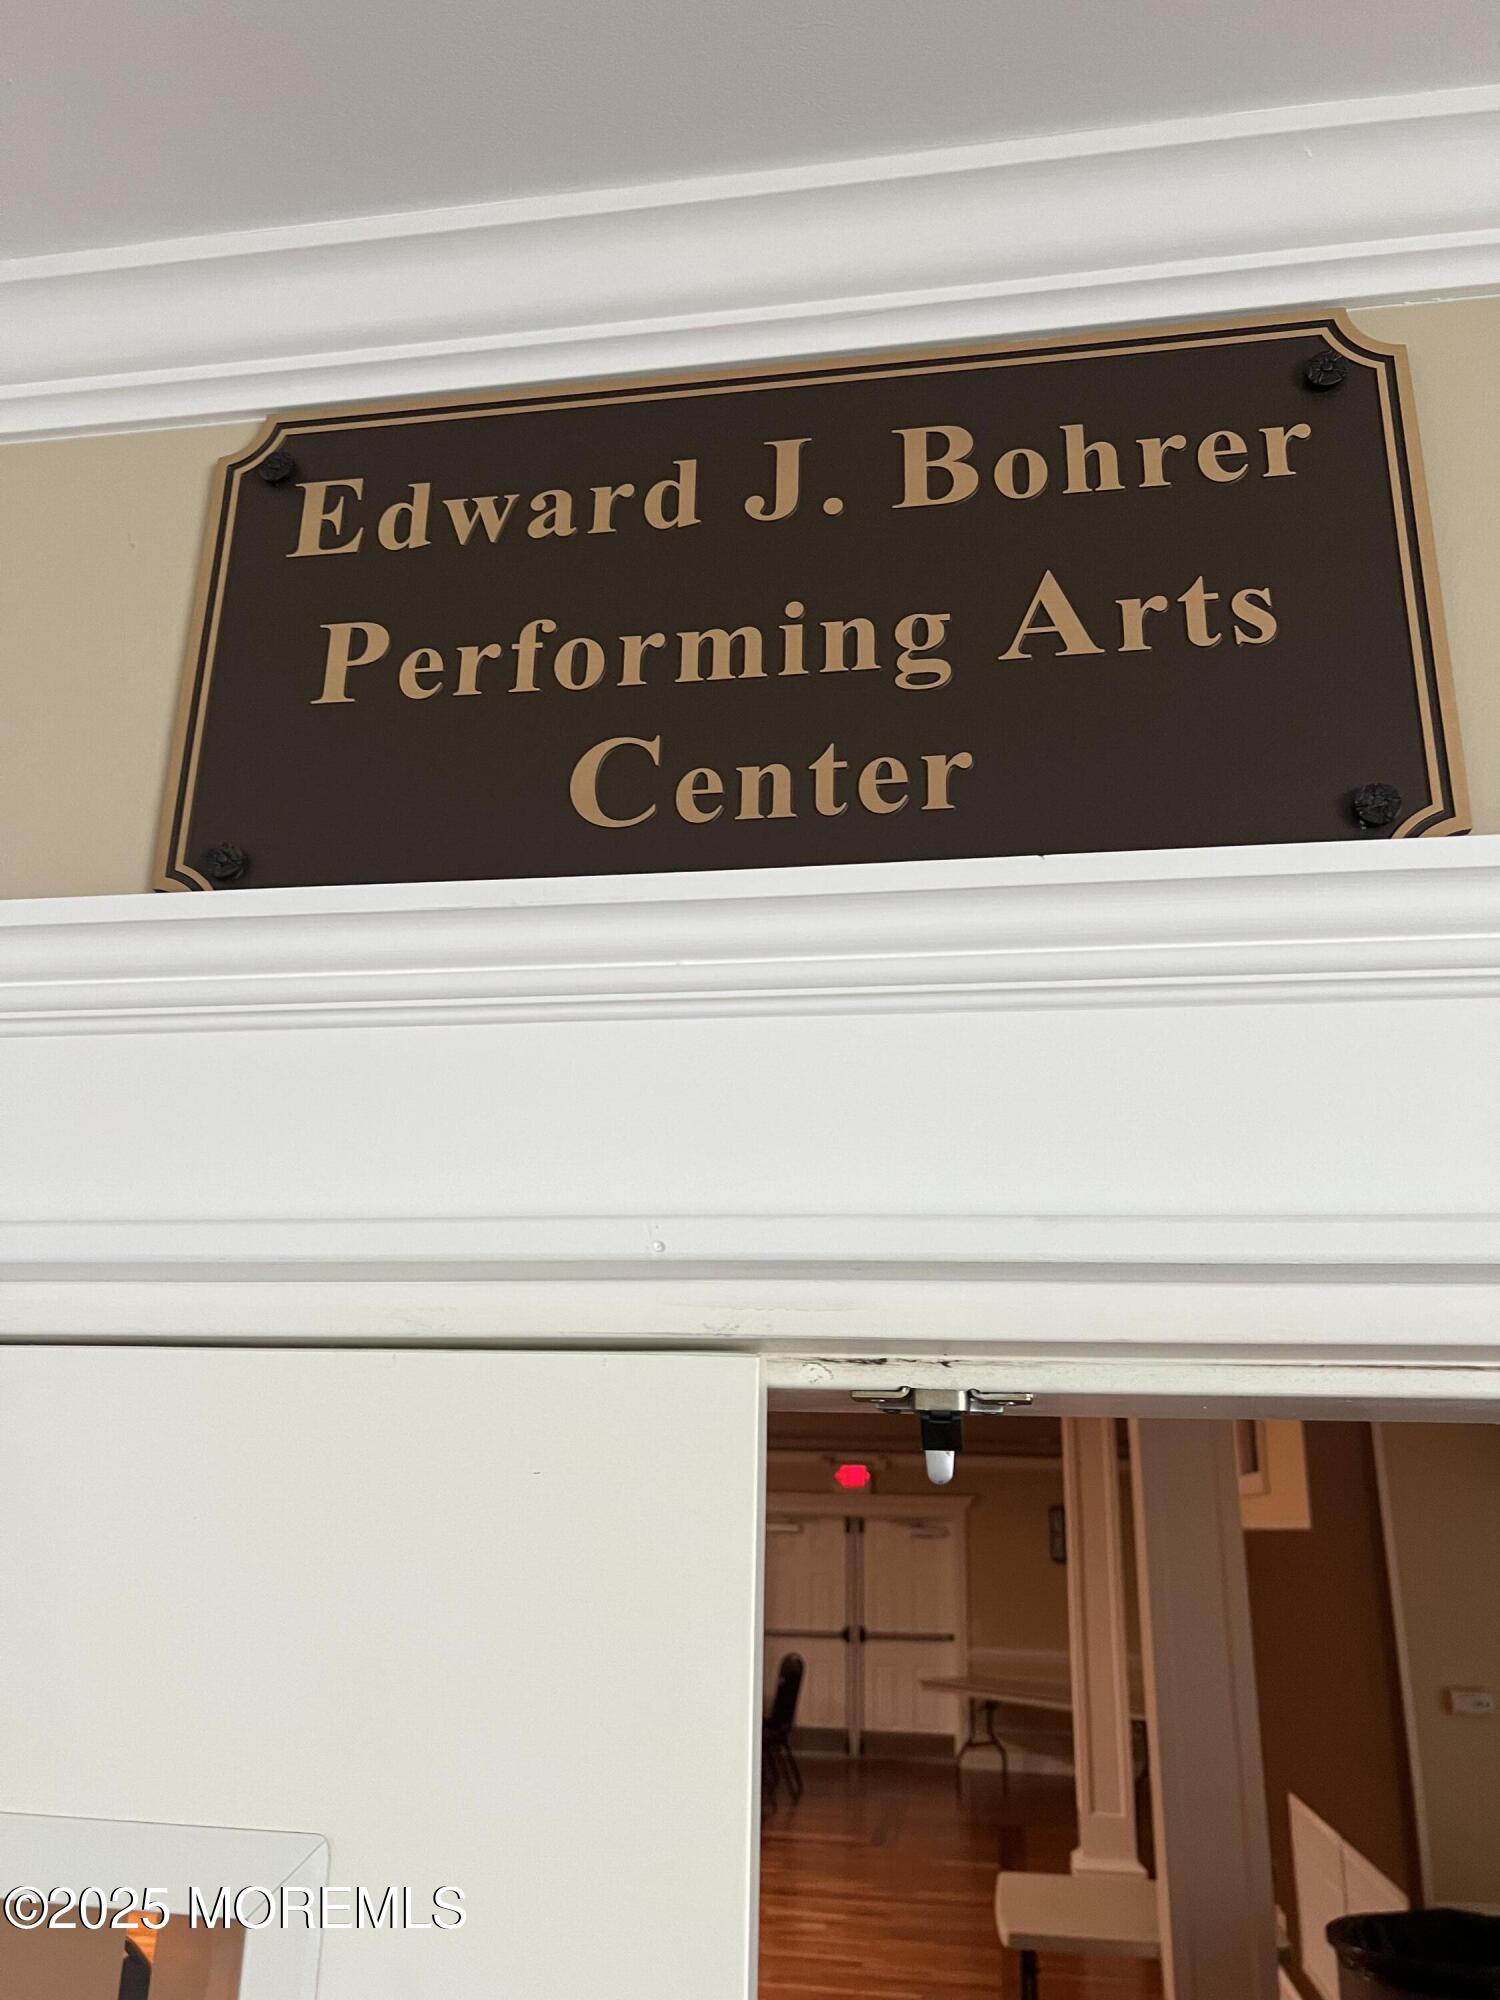 Edward J. Bohrer
Performing Arts
Center
©2025 MOREMLS